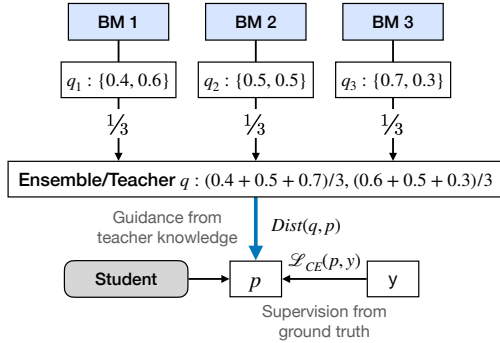 BM 1 BM 2 BM 3
q₁ : {0.4, 0.6} q₂ : {0.5, 0.5} q₃ : {0.7, 0.3}
1/3 1/3 1/3
Ensemble/Teacher q : (0.4 + 0.5 + 0.7)/3, (0.6 + 0.5 + 0.3)/3
Guidance from
teacher knowledge
Dist(q, p)
ℒ_CE(p, y)
Student p y
Supervision from
ground truth